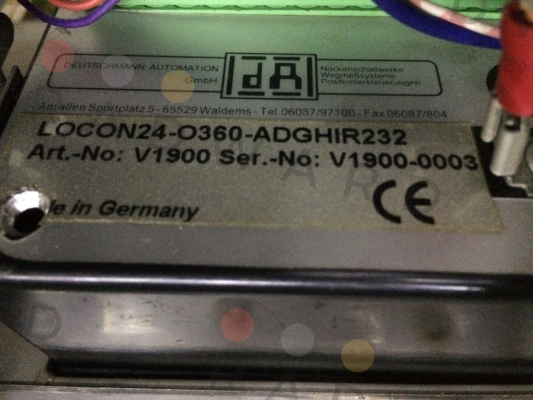 DEUTSCHMANN AUTOMATION
GmbH
dA
Nockenschaltwerke
Wegmeßsysteme
Positioniersteuerungen
Am alten Sportplatz 5 - 65529 Waldems - Tel 06087/97100 - Fax 06087/804
LOCON24-O360-ADGHIR232
Art.-No: V1900 Ser.-No: V1900-0003
e in Germany
CE